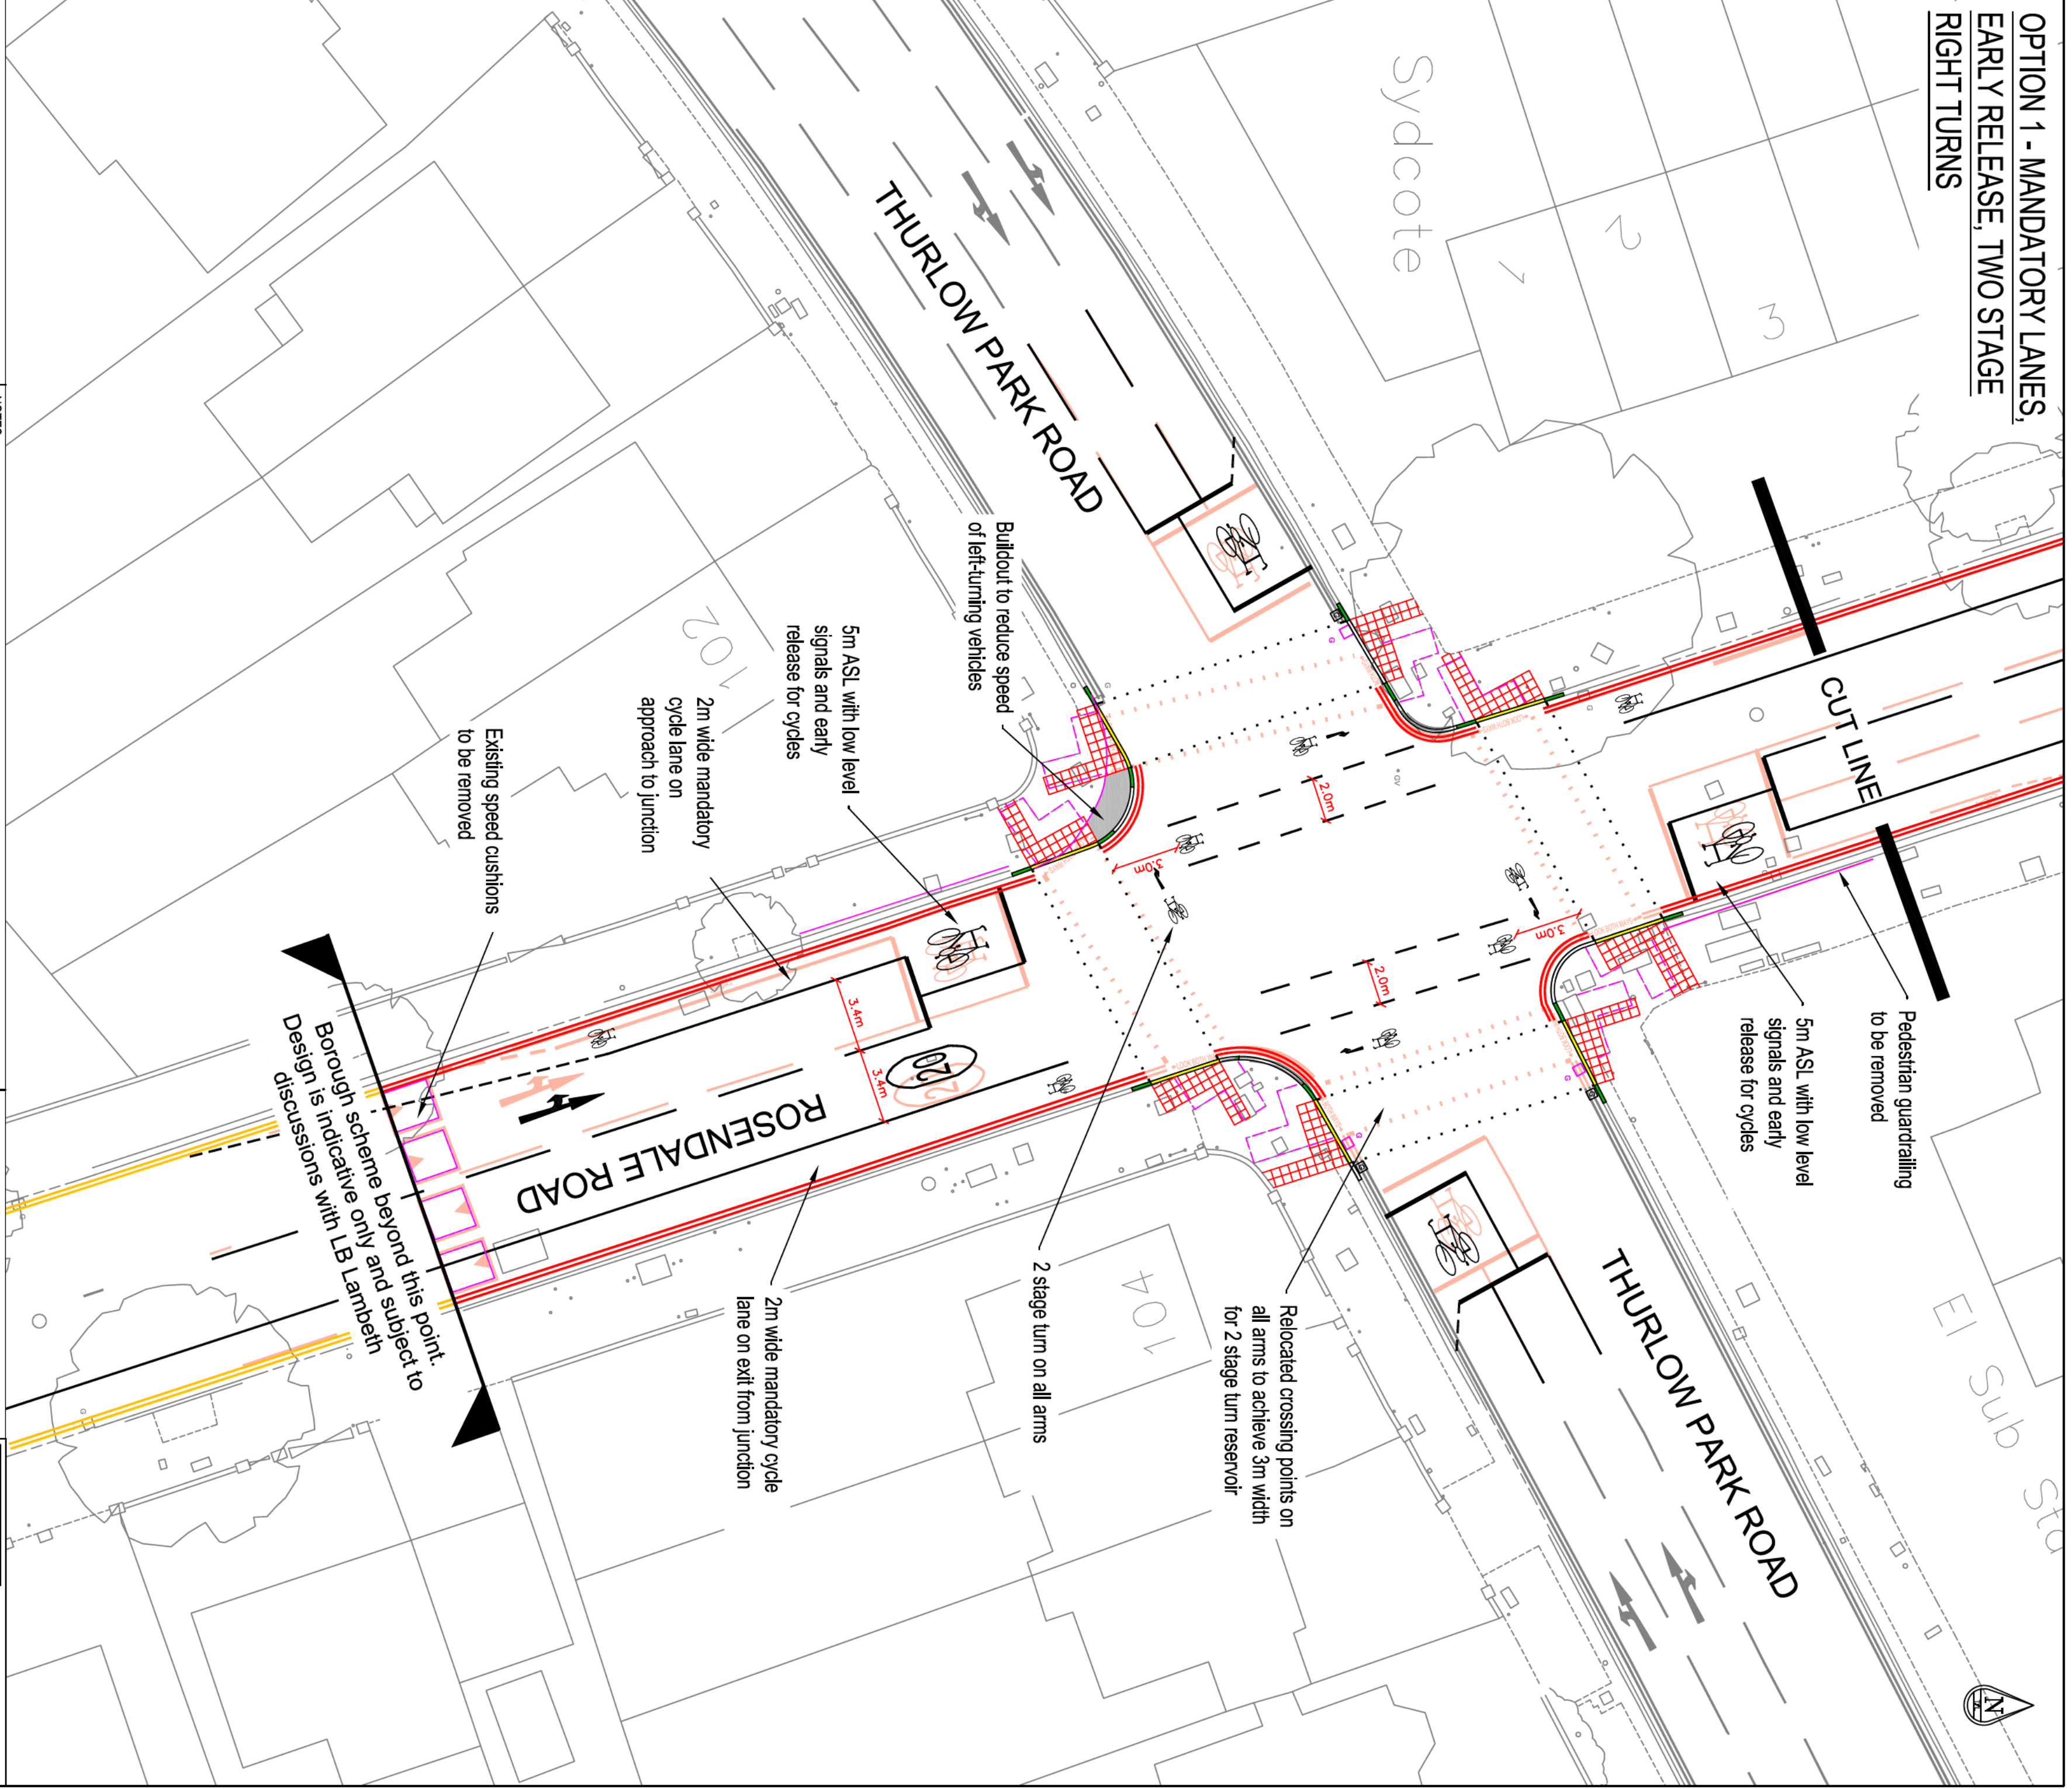 OPTION 1 - MANDATORY LANES,
EARLY RELEASE, TWO STAGE
RIGHT TURNS
Sydcote
1
2
3
THURLOW PARK ROAD
CUT LINE
Pedestrian guardrailing
to be removed
5m ASL with low level
signals and early
release for cycles
El Sub Sta
N
THURLOW PARK ROAD
Relocated crossing points on
all arms to achieve 3m width
for 2 stage turn reservoir
2 stage turn on all arms
2.0m
3.0m
2.0m
3.0m
Buildout to reduce speed
of left-turning vehicles
5m ASL with low level
signals and early
release for cycles
2m wide mandatory
cycle lane on
approach to junction
Existing speed cushions
to be removed
102
104
3.4m
3.4m
20
ROSENDALE ROAD
2m wide mandatory cycle
lane on exit from junction
Borough scheme beyond this point.
Design is indicative only and subject to
discussions with LB Lambeth